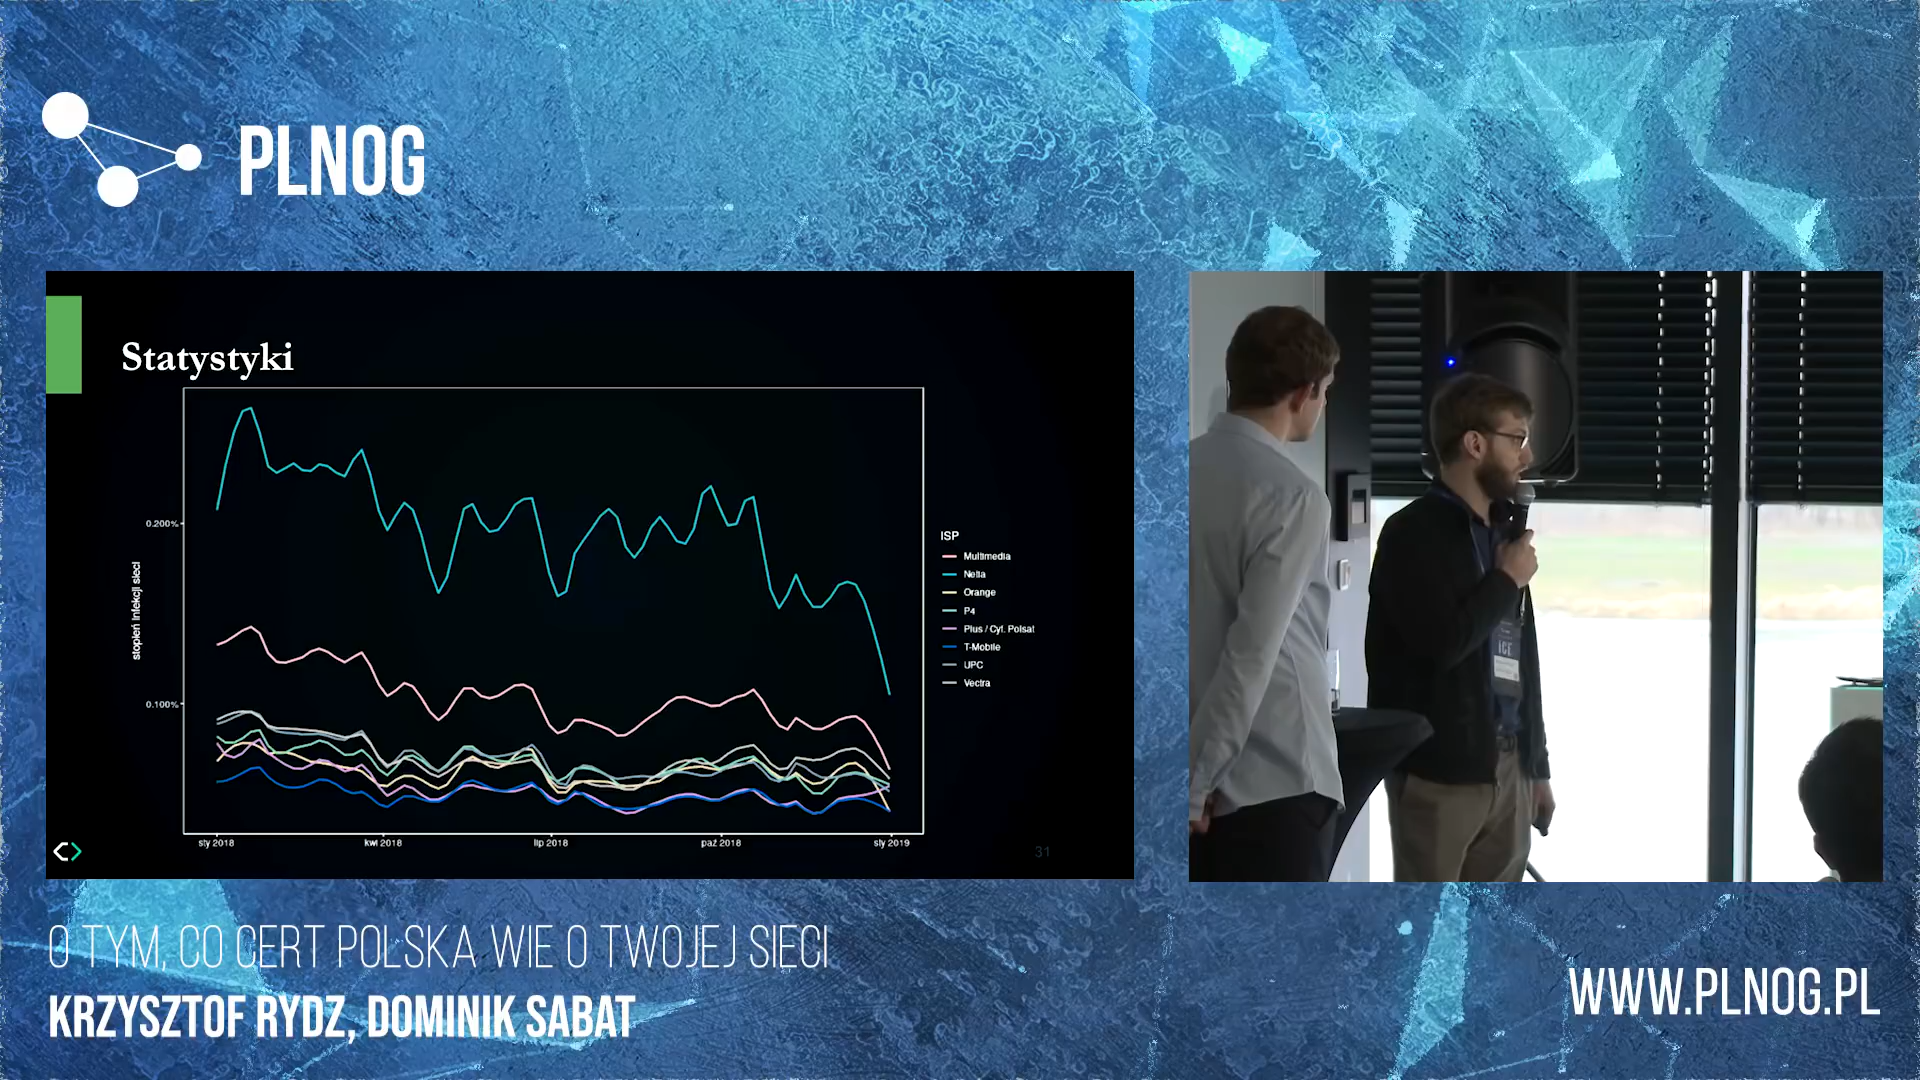 PLNOG
Statystyki
0.200%
0.100%
stopień infekcji sieci
sty 2018
kwi 2018
lip 2018
paź 2018
sty 2019
ISP
Multimedia
Netia
Orange
P4
Plus / Cyf. Polsat
T-Mobile
UPC
Vectra
31
O TYM, CO CERT POLSKA WIE O TWOJEJ SIECI
KRZYSZTOF RYDZ, DOMINIK SABAT
WWW.PLNOG.PL